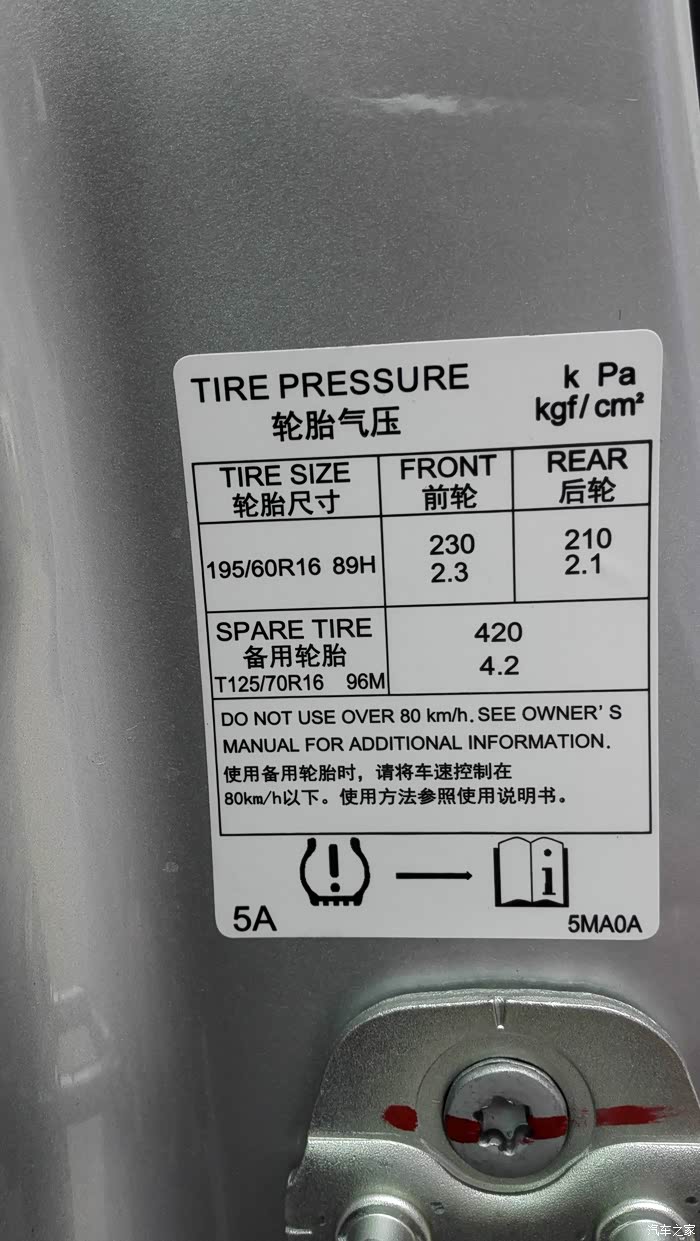 TIRE PRESSURE
轮胎气压
k Pa
kgf/cm²
TIRE SIZE
轮胎尺寸
FRONT
前轮
REAR
后轮
195/60R16 89H
230
2.3
210
2.1
SPARE TIRE
备用轮胎
T125/70R16 96M
420
4.2
DO NOT USE OVER 80 km/h. SEE OWNER'S
MANUAL FOR ADDITIONAL INFORMATION.
使用备用轮胎时，请将车速控制在
80km/h以下。使用方法参照使用说明书。
5A
5MA0A
汽车之家